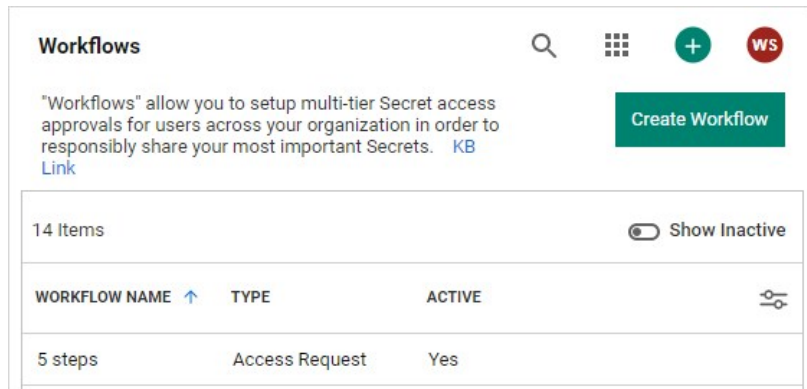 Workflows
WS
"Workflows" allow you to setup multi-tier Secret access
approvals for users across your organization in order to
responsibly share your most important Secrets. KB
Link
Create Workflow
14 Items
Show Inactive
WORKFLOW NAME ↑ TYPE ACTIVE
5 steps Access Request Yes